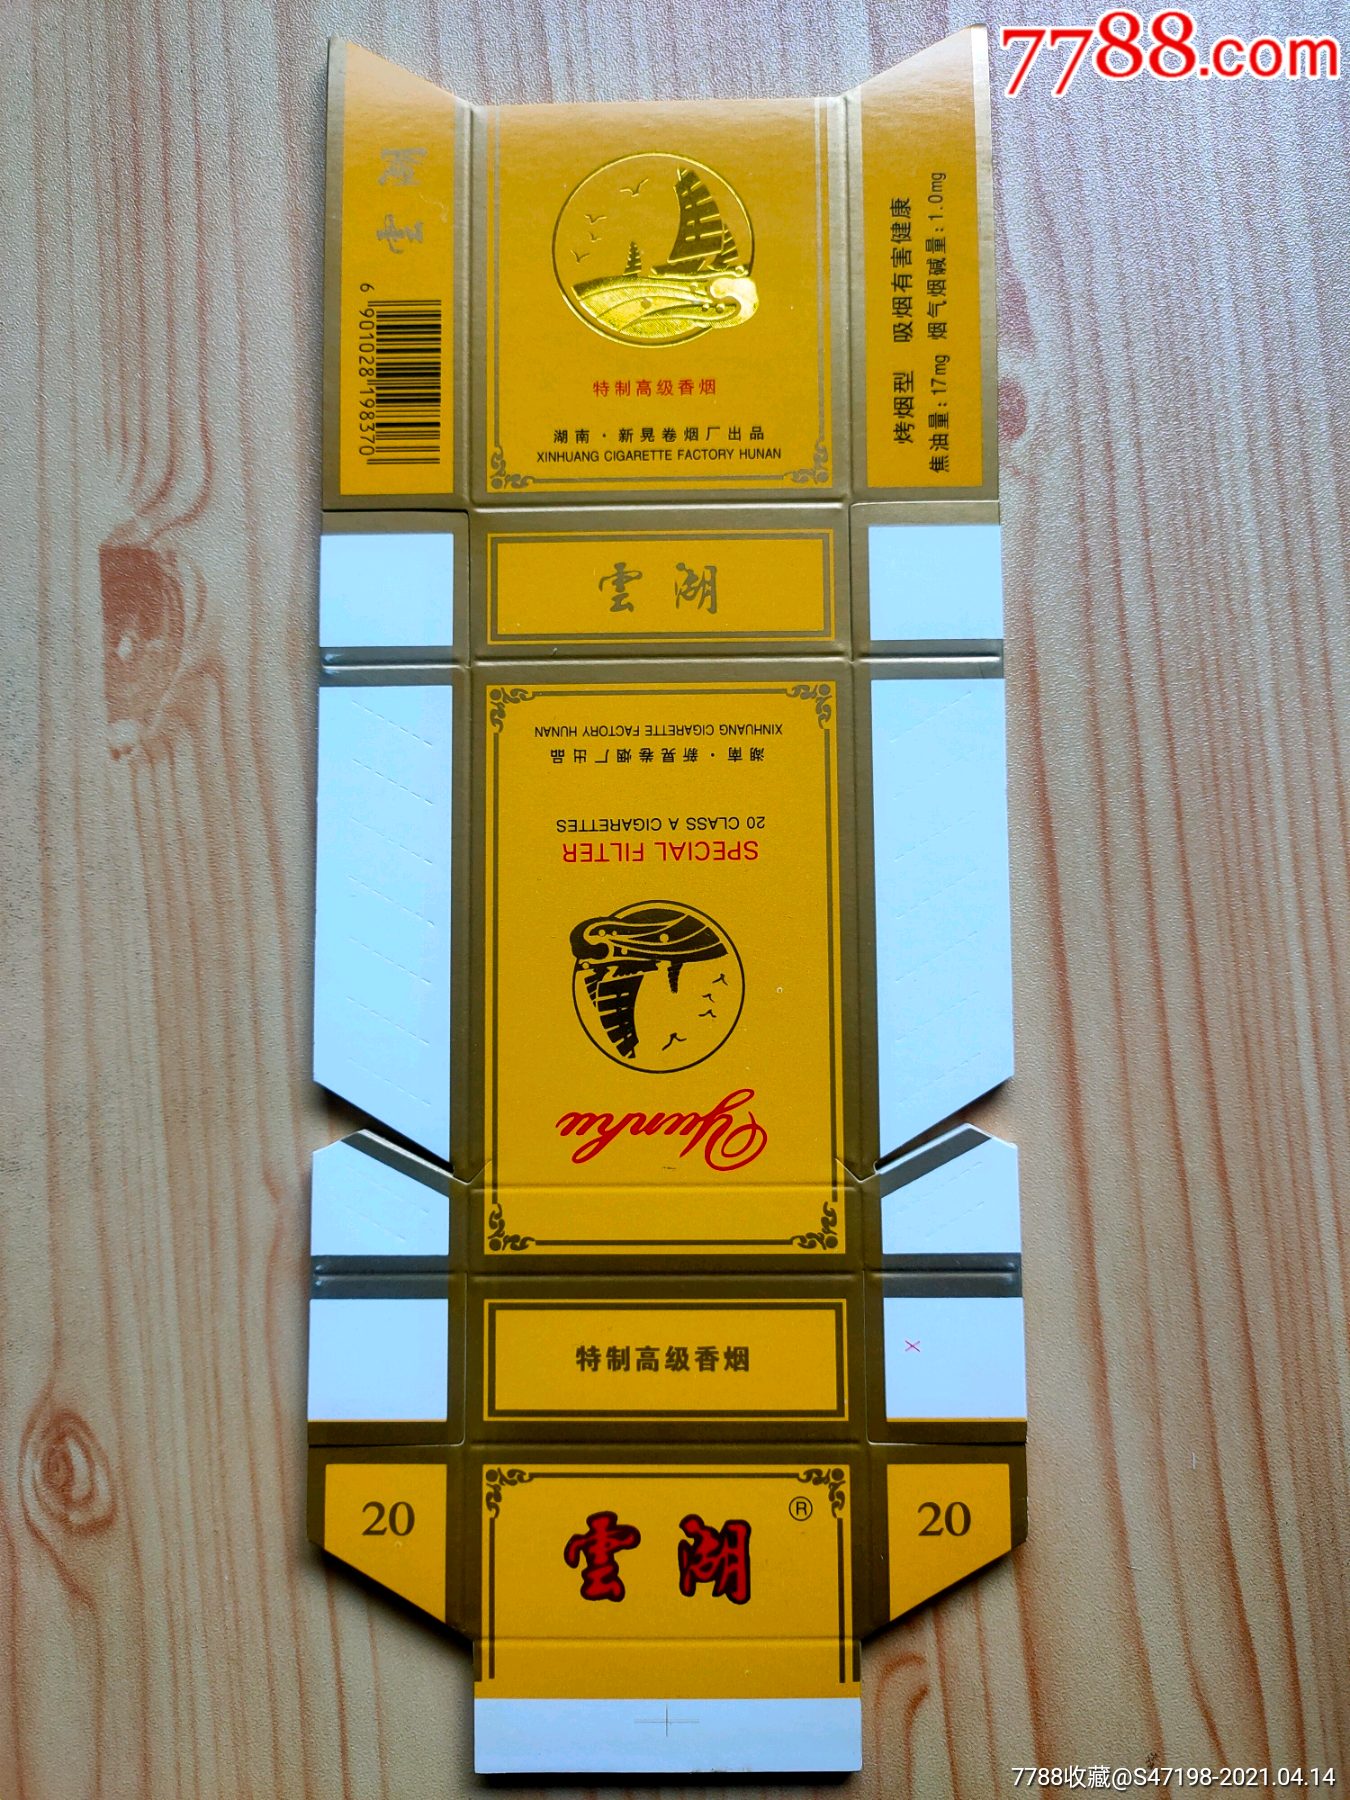 7788.com
雲湖
6 901028 198370
特制高级香烟
湖南·新晃卷烟厂出品
XINHUANG CIGARETTE FACTORY HUNAN
烤烟型 吸烟有害健康
焦油量:17mg 烟气烟碱量:1.0mg
雲湖
XINHUANG CIGARETTE FACTORY HUNAN
湖南·新晃卷烟厂出品
20 CLASS A CIGARETTES
SPECIAL FILTER
Yunhu
特制高级香烟
20
雲湖
®
20
7788收藏@S47198-2021.04.14